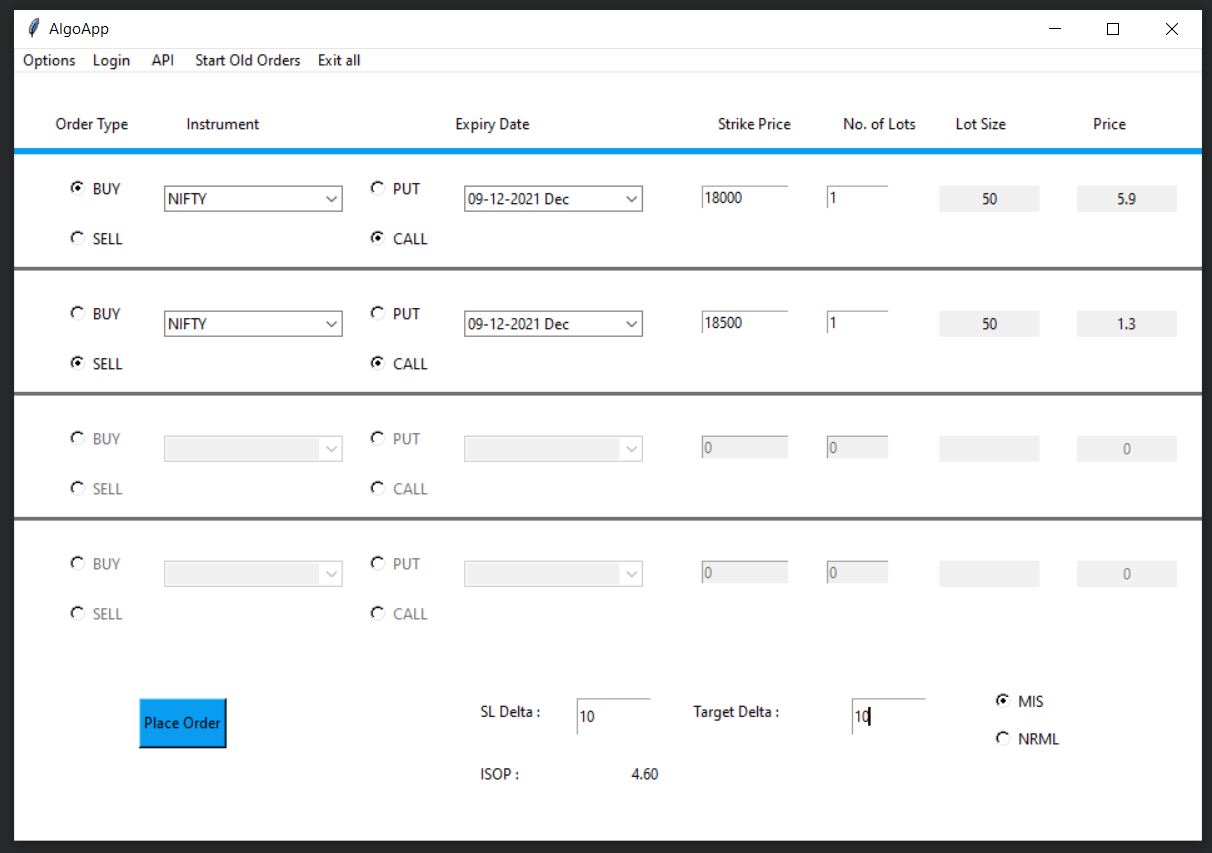 AlgoApp
Options Login API Start Old Orders Exit all
Order Type Instrument Expiry Date Strike Price No. of Lots Lot Size Price
BUY NIFTY PUT 09-12-2021 Dec 18000 1 50 5.9
SELL CALL
BUY NIFTY PUT 09-12-2021 Dec 18500 1 50 1.3
SELL CALL
BUY PUT 0 0 0
SELL CALL
BUY PUT 0 0 0
SELL CALL
Place Order SL Delta : 10 Target Delta : 10 MIS
NRML
ISOP : 4.60